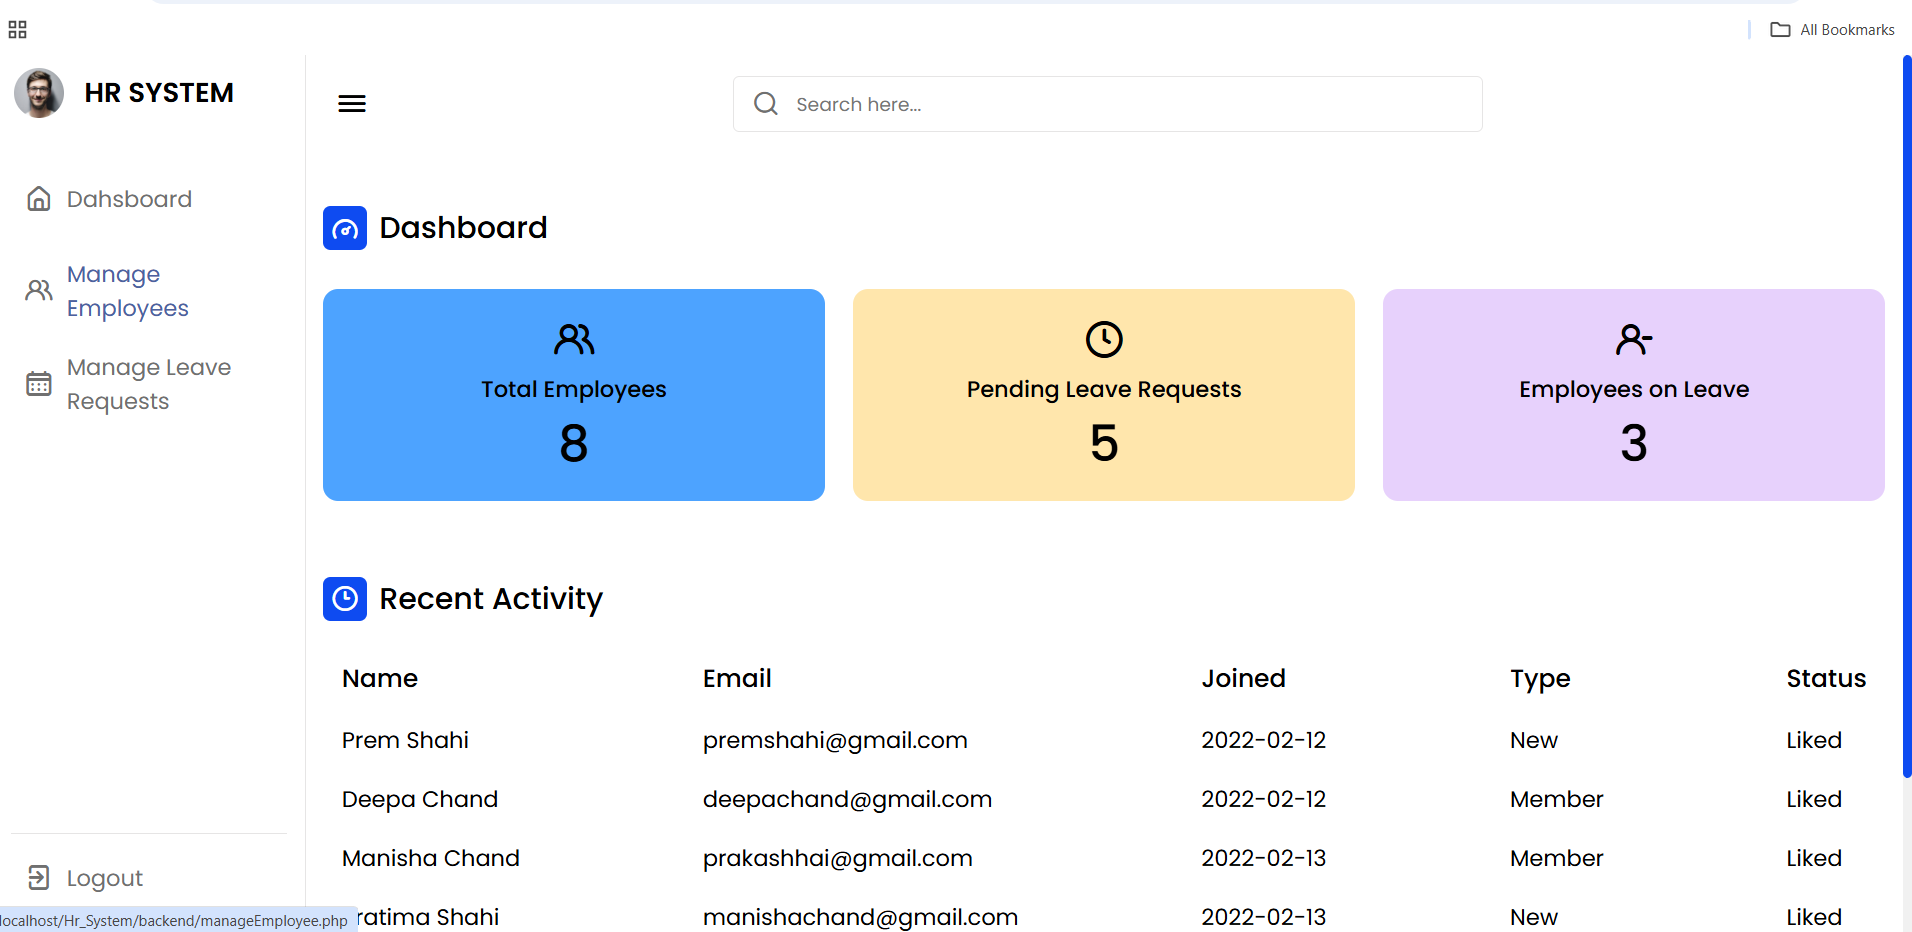 All Bookmarks
HR SYSTEM
Search here...
Dahsboard
Manage
Employees
Manage Leave
Requests
Logout
Dashboard
Total Employees
8
Pending Leave Requests
5
Employees on Leave
3
Recent Activity
Name Email Joined Type Status
Prem Shahi premshahi@gmail.com 2022-02-12 New Liked
Deepa Chand deepachand@gmail.com 2022-02-12 Member Liked
Manisha Chand prakashhai@gmail.com 2022-02-13 Member Liked
ratima Shahi manishachand@gmail.com 2022-02-13 New Liked
localhost/Hr_System/backend/manageEmployee.php